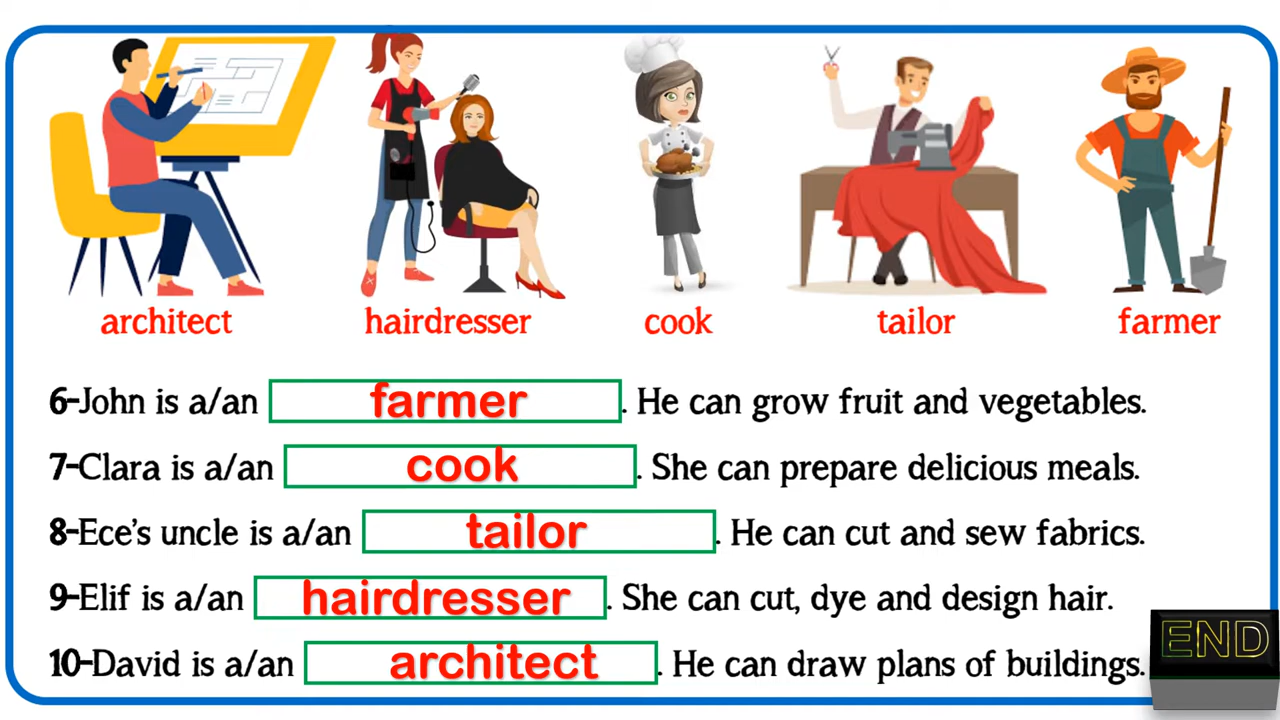 architect hairdresser cook tailor farmer
6-John is a/an farmer. He can grow fruit and vegetables.
7-Clara is a/an cook. She can prepare delicious meals.
8-Ece's uncle is a/an tailor. He can cut and sew fabrics.
9-Elif is a/an hairdresser. She can cut, dye and design hair.
10-David is a/an architect. He can draw plans of buildings.
END